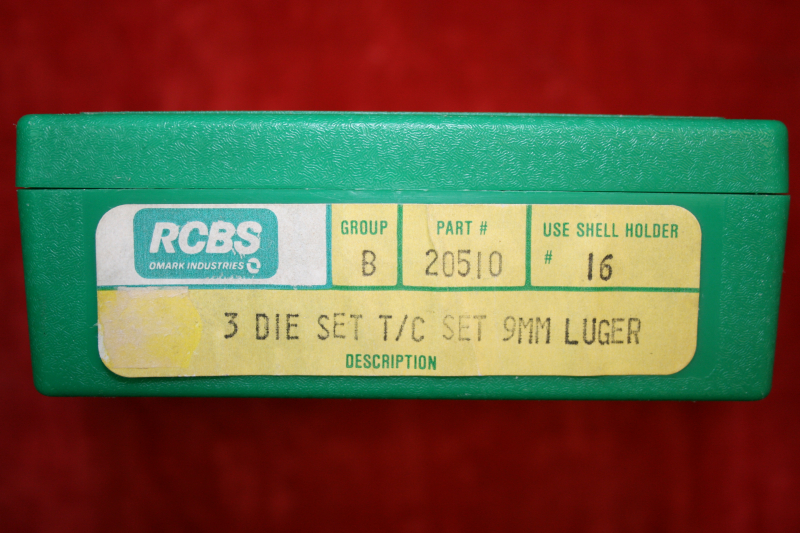 RCBS
OMARK INDUSTRIES
GROUP
B
PART #
20510
USE SHELL HOLDER
# 16
3 DIE SET T/C SET 9MM LUGER
DESCRIPTION